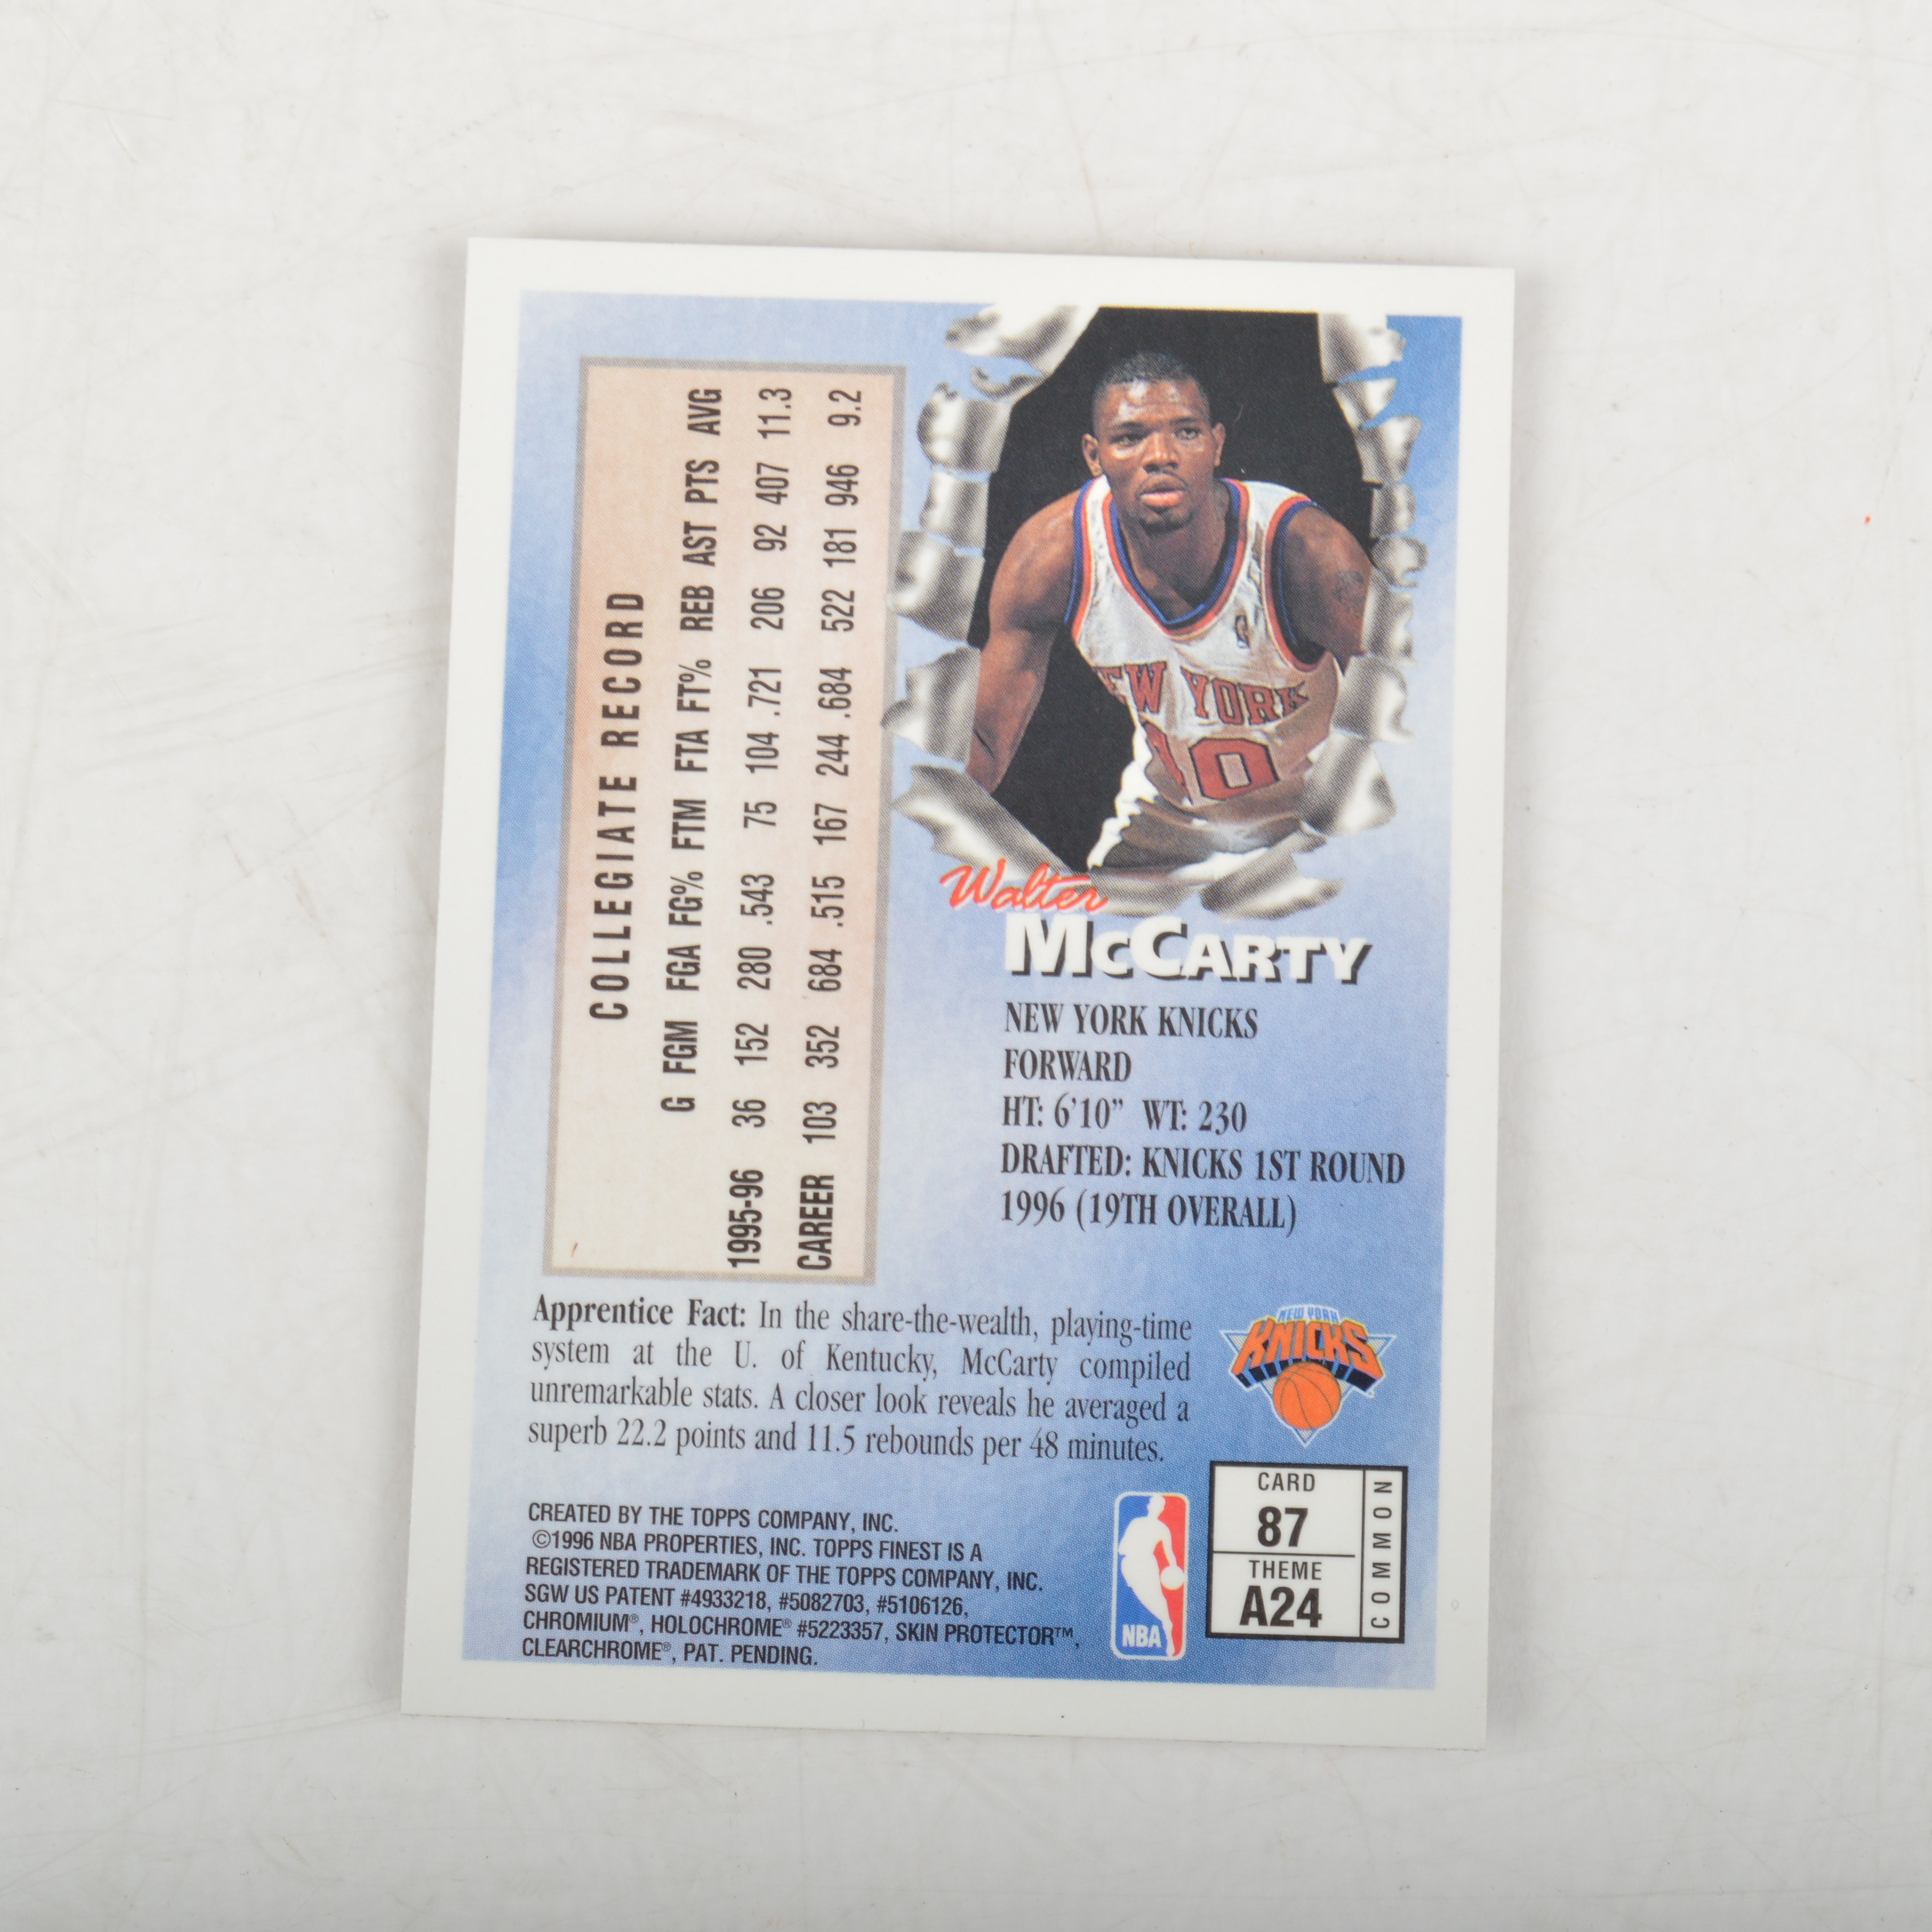 COLLEGIATE RECORD
G FGM FGA FG% FTM FTA FT% REB AST PTS AVG
1995-96 36 152 280 .543 75 104 .721 206 92 407 11.3
CAREER 103 352 684 .515 167 244 .684 522 181 946 9.2
EW YORK
40
Walter
McCARTY
NEW YORK KNICKS
FORWARD
HT: 6'10" WT: 230
DRAFTED: KNICKS 1ST ROUND
1996 (19TH OVERALL)
Apprentice Fact: In the share-the-wealth, playing-time
system at the U. of Kentucky, McCarty compiled
unremarkable stats. A closer look reveals he averaged a
superb 22.2 points and 11.5 rebounds per 48 minutes.
NEW YORK
KNICKS
CREATED BY THE TOPPS COMPANY, INC.
©1996 NBA PROPERTIES, INC. TOPPS FINEST IS A
REGISTERED TRADEMARK OF THE TOPPS COMPANY, INC.
SGW US PATENT #4933218, #5082703, #5106126,
CHROMIUM®, HOLOCHROME® #5223357, SKIN PROTECTOR™,
CLEARCHROME®, PAT. PENDING.
NBA
CARD
87
THEME
A24
COMMON